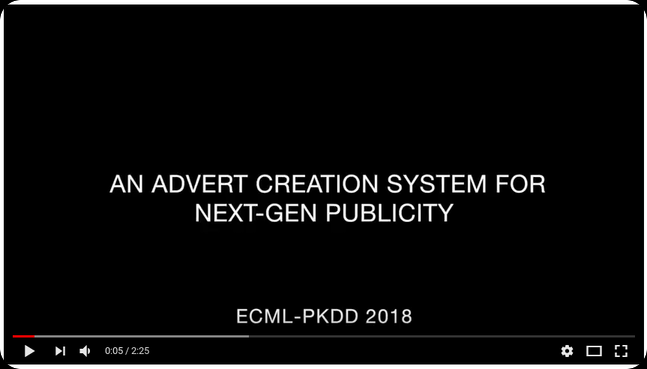 AN ADVERT CREATION SYSTEM FOR
NEXT-GEN PUBLICITY
ECML-PKDD 2018
0:05 / 2:25